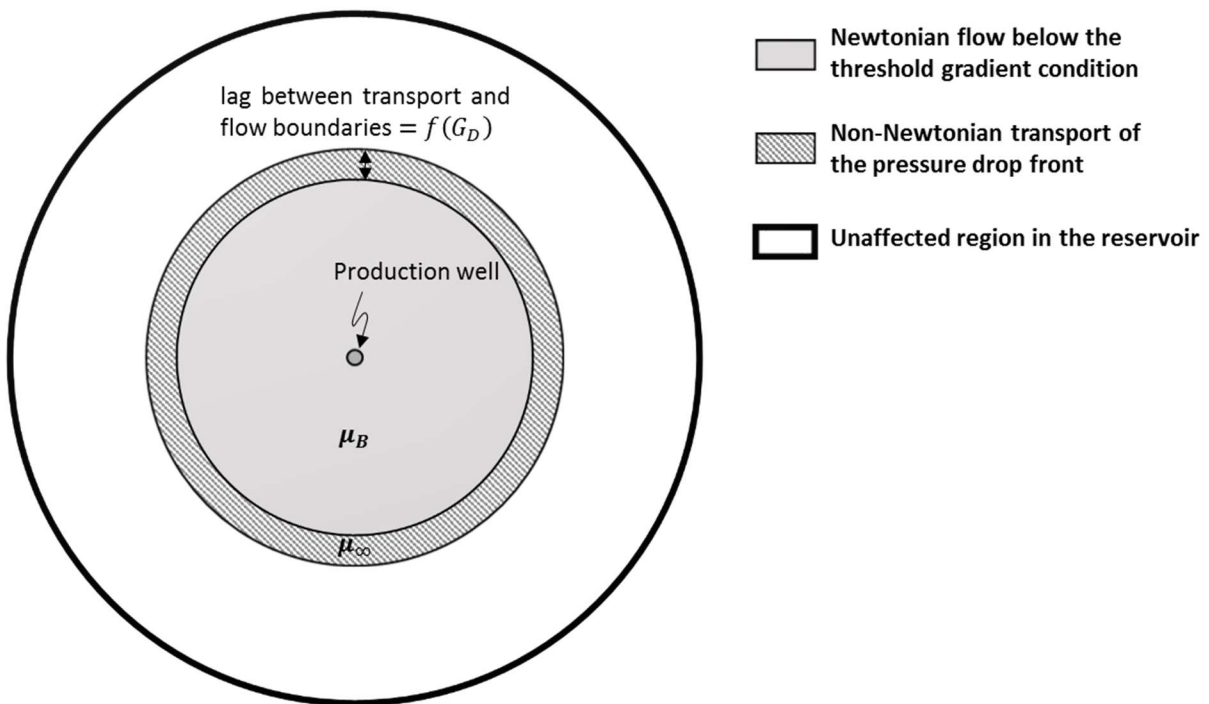 lag between transport and
flow boundaries = f(G_D)
Production well
μ_B
μ_∞
Newtonian flow below the
threshold gradient condition
Non-Newtonian transport of
the pressure drop front
Unaffected region in the reservoir